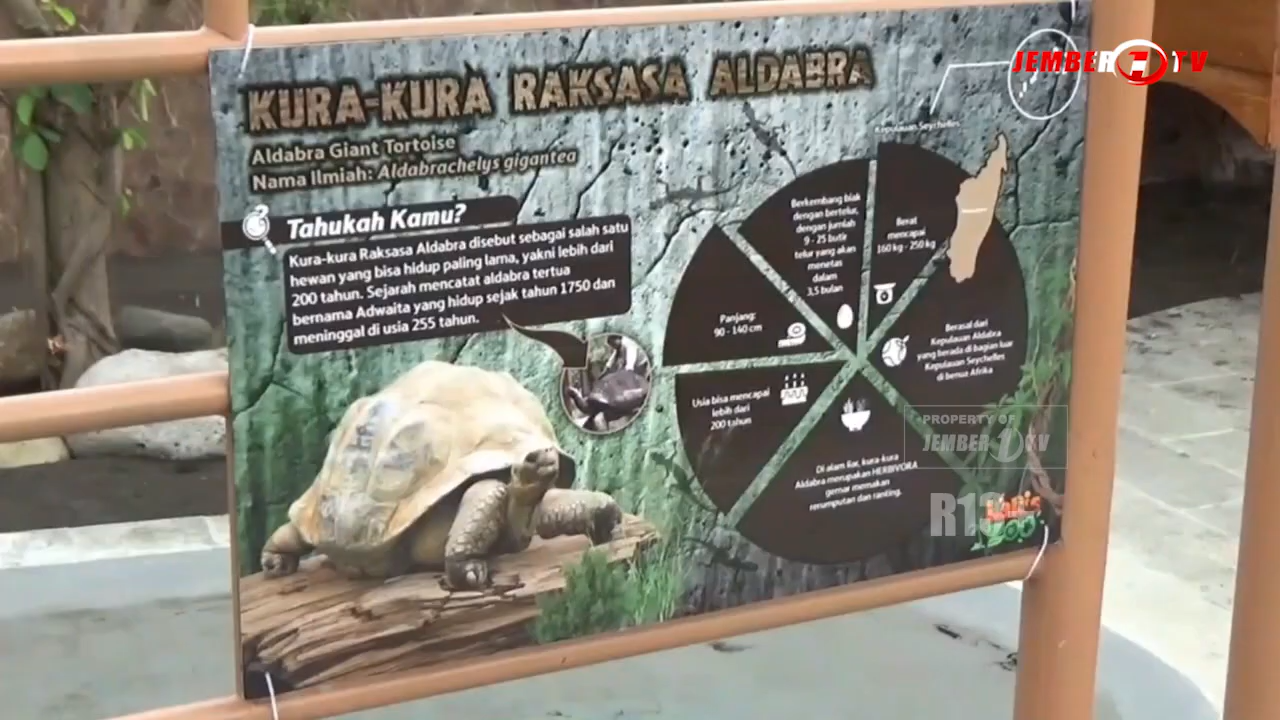 JEMBER 1 TV
KURA-KURA RAKSASA ALDABRA
Aldabra Giant Tortoise
Nama Ilmiah: Aldabrachelys gigantea
Tahukah Kamu?
Kura-kura Raksasa Aldabra disebut sebagai salah satu
hewan yang bisa hidup paling lama, yakni lebih dari
200 tahun. Sejarah mencatat aldabra tertua
bernama Adwaita yang hidup sejak tahun 1750 dan
meninggal di usia 255 tahun.
Kepulauan Seychelles
Berkembang biak
dengan bertelur,
dengan jumlah
9 - 25 butir
telur yang akan
menetas
dalam
3,5 bulan
Berat
mencapai
160 kg - 250 kg
Panjang:
90 - 140 cm
Berasal dari
Kepulauan Aldabra
yang berada di bagian luar
Kepulauan Seychelles
di benua Afrika
Usia bisa mencapai
lebih dari
200 tahun
Di alam liar, kura-kura
Aldabra merupakan HERBIVORA
gemar memakan
rerumputan dan ranting.
PROPERTY OF
JEMBER 1 TV